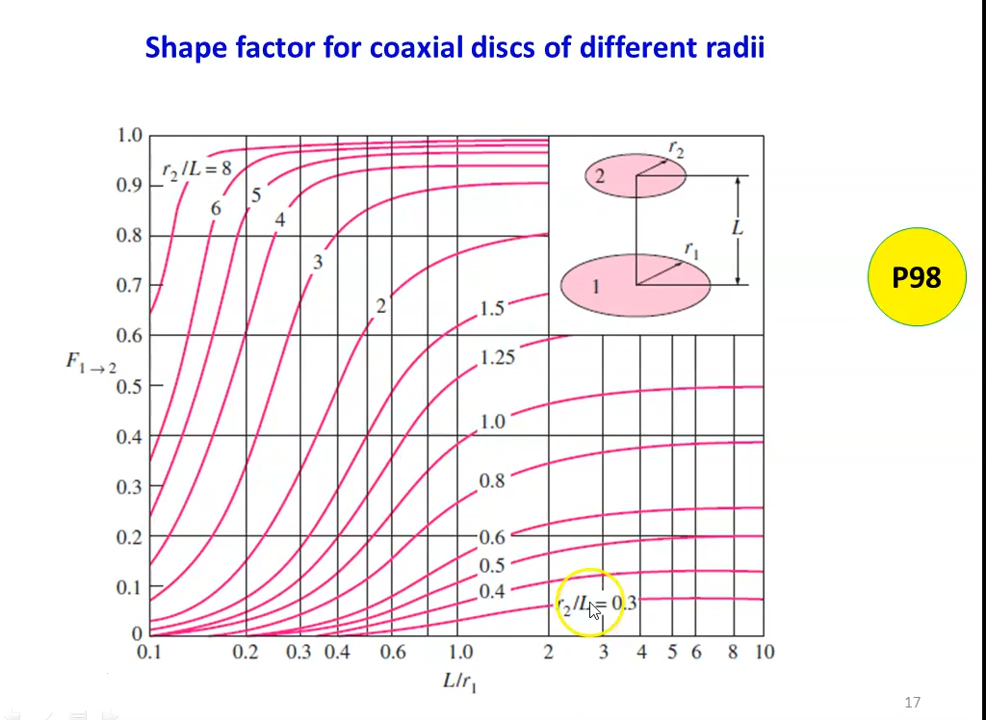 Shape factor for coaxial discs of different radii
1.0
0.9
0.8
0.7
0.6
0.5
0.4
0.3
0.2
0.1
0
F1→2
r2/L = 8
6
5
4
3
2
1.5
1.25
1.0
0.8
0.6
0.5
0.4
r2/L = 0.3
2
r2
L
1
r1
P98
0.1 0.2 0.3 0.4 0.6 1.0 2 3 4 5 6 8 10
L/r1
17